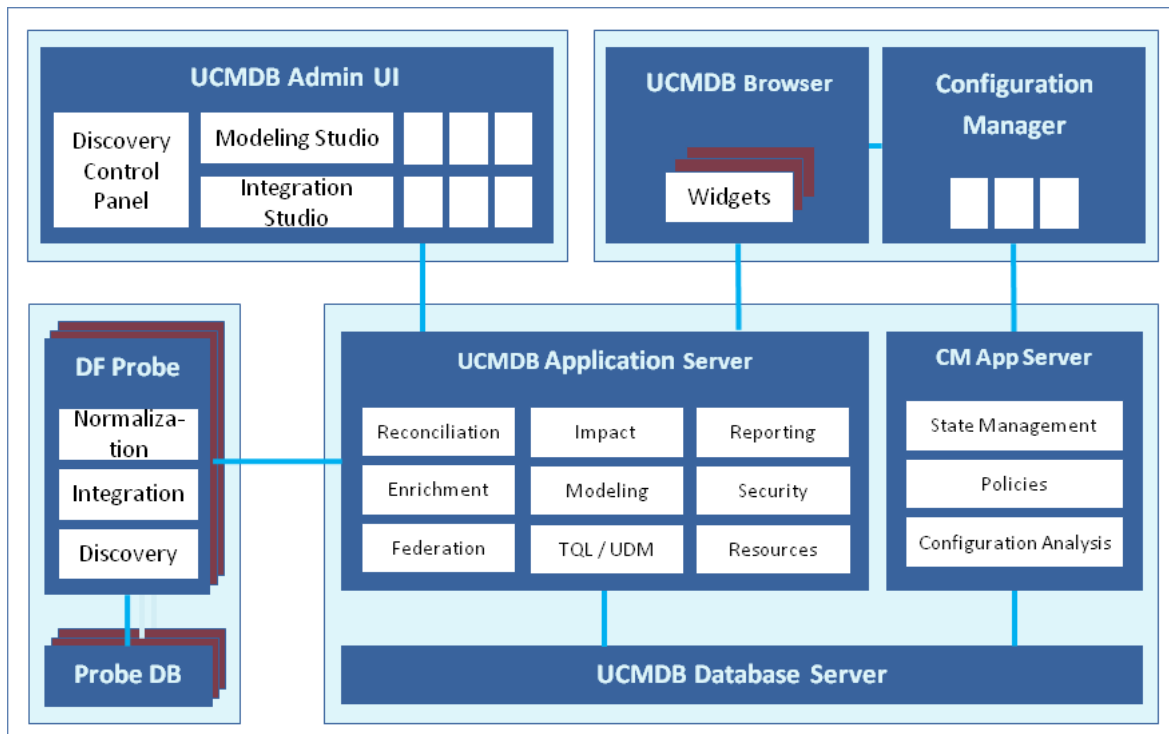 UCMDB Admin UI
Discovery
Control
Panel
Modeling Studio
Integration
Studio
UCMDB Browser
Widgets
Configuration
Manager
DF Probe
Normaliza-
tion
Integration
Discovery
Probe DB
UCMDB Application Server
Reconciliation
Impact
Reporting
Enrichment
Modeling
Security
Federation
TQL / UDM
Resources
CM App Server
State Management
Policies
Configuration Analysis
UCMDB Database Server